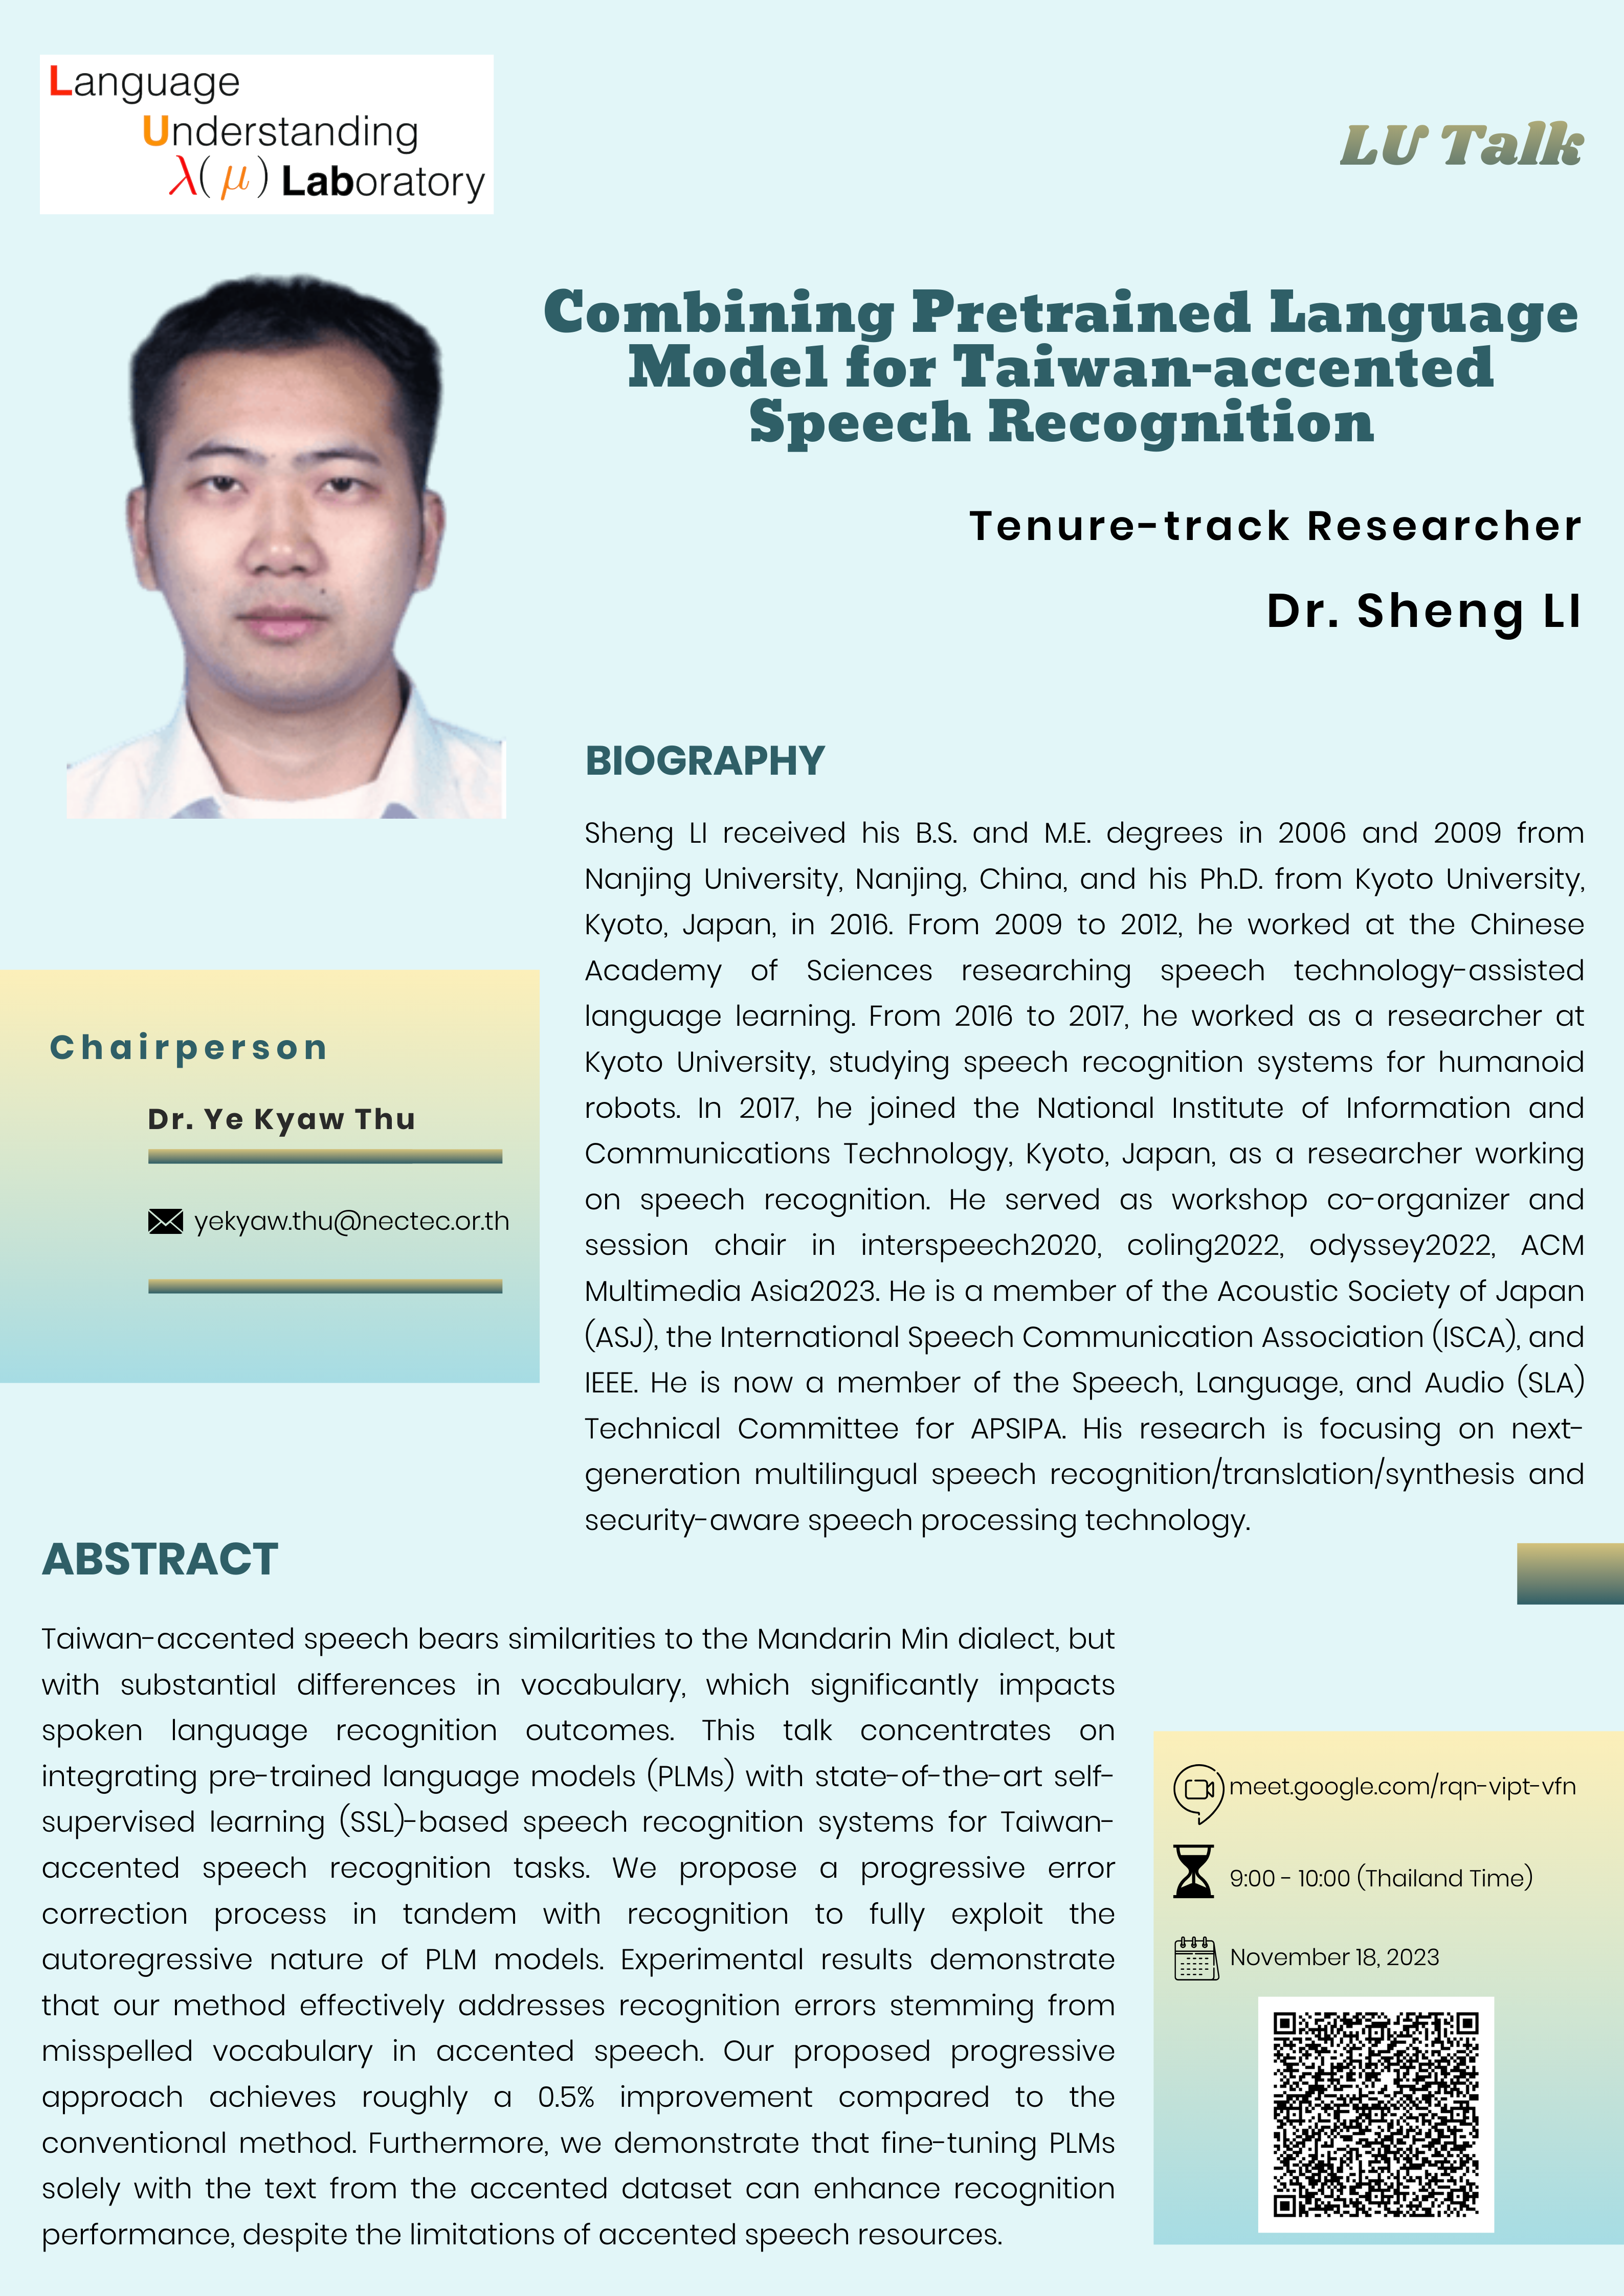 Language
Understanding
λ(μ) Laboratory
LU Talk
Combining Pretrained Language
Model for Taiwan-accented
Speech Recognition
Tenure-track Researcher
Dr. Sheng LI
BIOGRAPHY
Sheng LI received his B.S. and M.E. degrees in 2006 and 2009 from
Nanjing University, Nanjing, China, and his Ph.D. from Kyoto University,
Kyoto, Japan, in 2016. From 2009 to 2012, he worked at the Chinese
Academy of Sciences researching speech technology-assisted
language learning. From 2016 to 2017, he worked as a researcher at
Kyoto University, studying speech recognition systems for humanoid
robots. In 2017, he joined the National Institute of Information and
Communications Technology, Kyoto, Japan, as a researcher working
on speech recognition. He served as workshop co-organizer and
session chair in interspeech2020, coling2022, odyssey2022, ACM
Multimedia Asia2023. He is a member of the Acoustic Society of Japan
(ASJ), the International Speech Communication Association (ISCA), and
IEEE. He is now a member of the Speech, Language, and Audio (SLA)
Technical Committee for APSIPA. His research is focusing on next-
generation multilingual speech recognition/translation/synthesis and
security-aware speech processing technology.
Chairperson
Dr. Ye Kyaw Thu
yekyaw.thu@nectec.or.th
ABSTRACT
Taiwan-accented speech bears similarities to the Mandarin Min dialect, but
with substantial differences in vocabulary, which significantly impacts
spoken language recognition outcomes. This talk concentrates on
integrating pre-trained language models (PLMs) with state-of-the-art self-
supervised learning (SSL)-based speech recognition systems for Taiwan-
accented speech recognition tasks. We propose a progressive error
correction process in tandem with recognition to fully exploit the
autoregressive nature of PLM models. Experimental results demonstrate
that our method effectively addresses recognition errors stemming from
misspelled vocabulary in accented speech. Our proposed progressive
approach achieves roughly a 0.5% improvement compared to the
conventional method. Furthermore, we demonstrate that fine-tuning PLMs
solely with the text from the accented dataset can enhance recognition
performance, despite the limitations of accented speech resources.
meet.google.com/rqn-vipt-vfn
9:00 - 10:00 (Thailand Time)
November 18, 2023